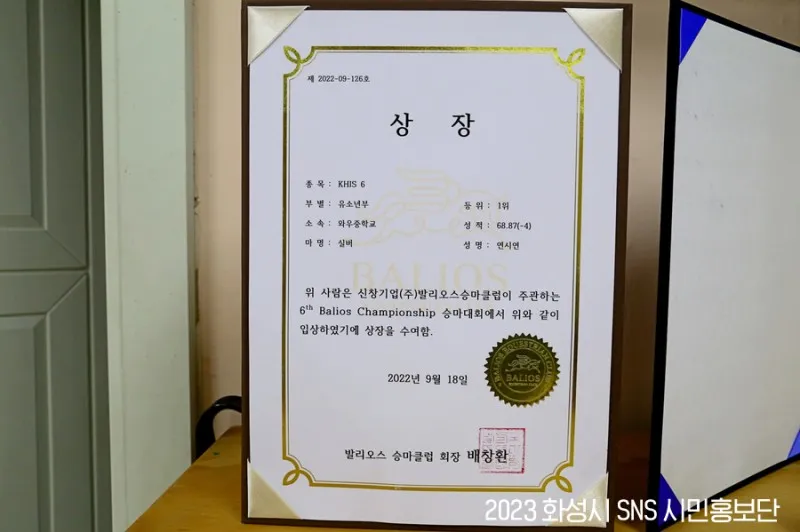 제 2022-09-126호
상 장
종 목 : KHIS 6
부 별 : 유소년부 등 위 : 1위
소 속 : 와우중학교 성 적 : 68.87(-4)
마 명 : 실버 성 명 : 연시연
BALIOS
위 사람은 신창기업(주)발리오스승마클럽이 주관하는
6th Balios Championship 승마대회에서 위와 같이
입상하였기에 상장을 수여함.
2022년 9월 18일
BALIOS EQUESTRIAN CLUB
BALIOS
발리오스 승마클럽 회장 배창환
2023 화성시 SNS 시민홍보단